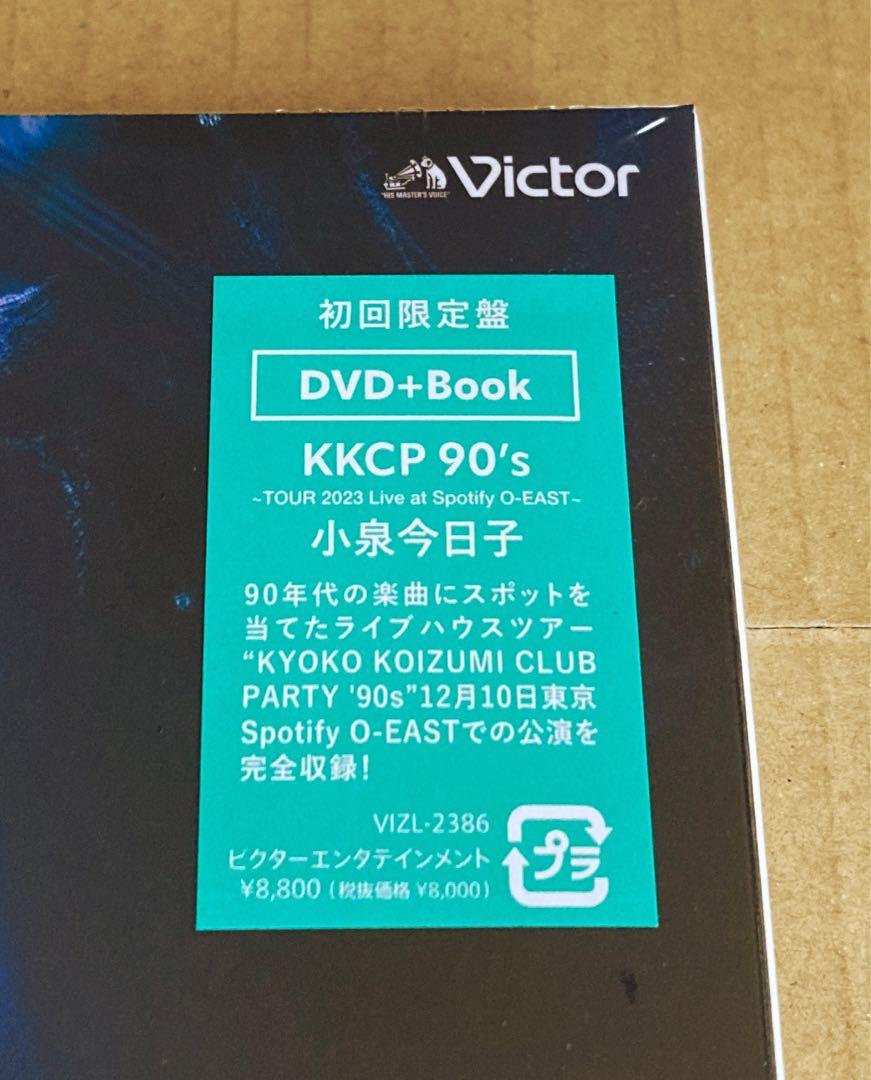 "HIS MASTER'S VOICE"
Victor
初回限定盤
DVD+Book
KKCP 90's
~TOUR 2023 Live at Spotify O-EAST~
小泉今日子
90年代の楽曲にスポットを
当てたライブハウスツアー
“KYOKO KOIZUMI CLUB
PARTY '90s”12月10日東京
Spotify O-EASTでの公演を
完全収録！
VIZL-2386
ビクターエンタテインメント
¥8,800（税抜価格 ¥8,000）
プラ